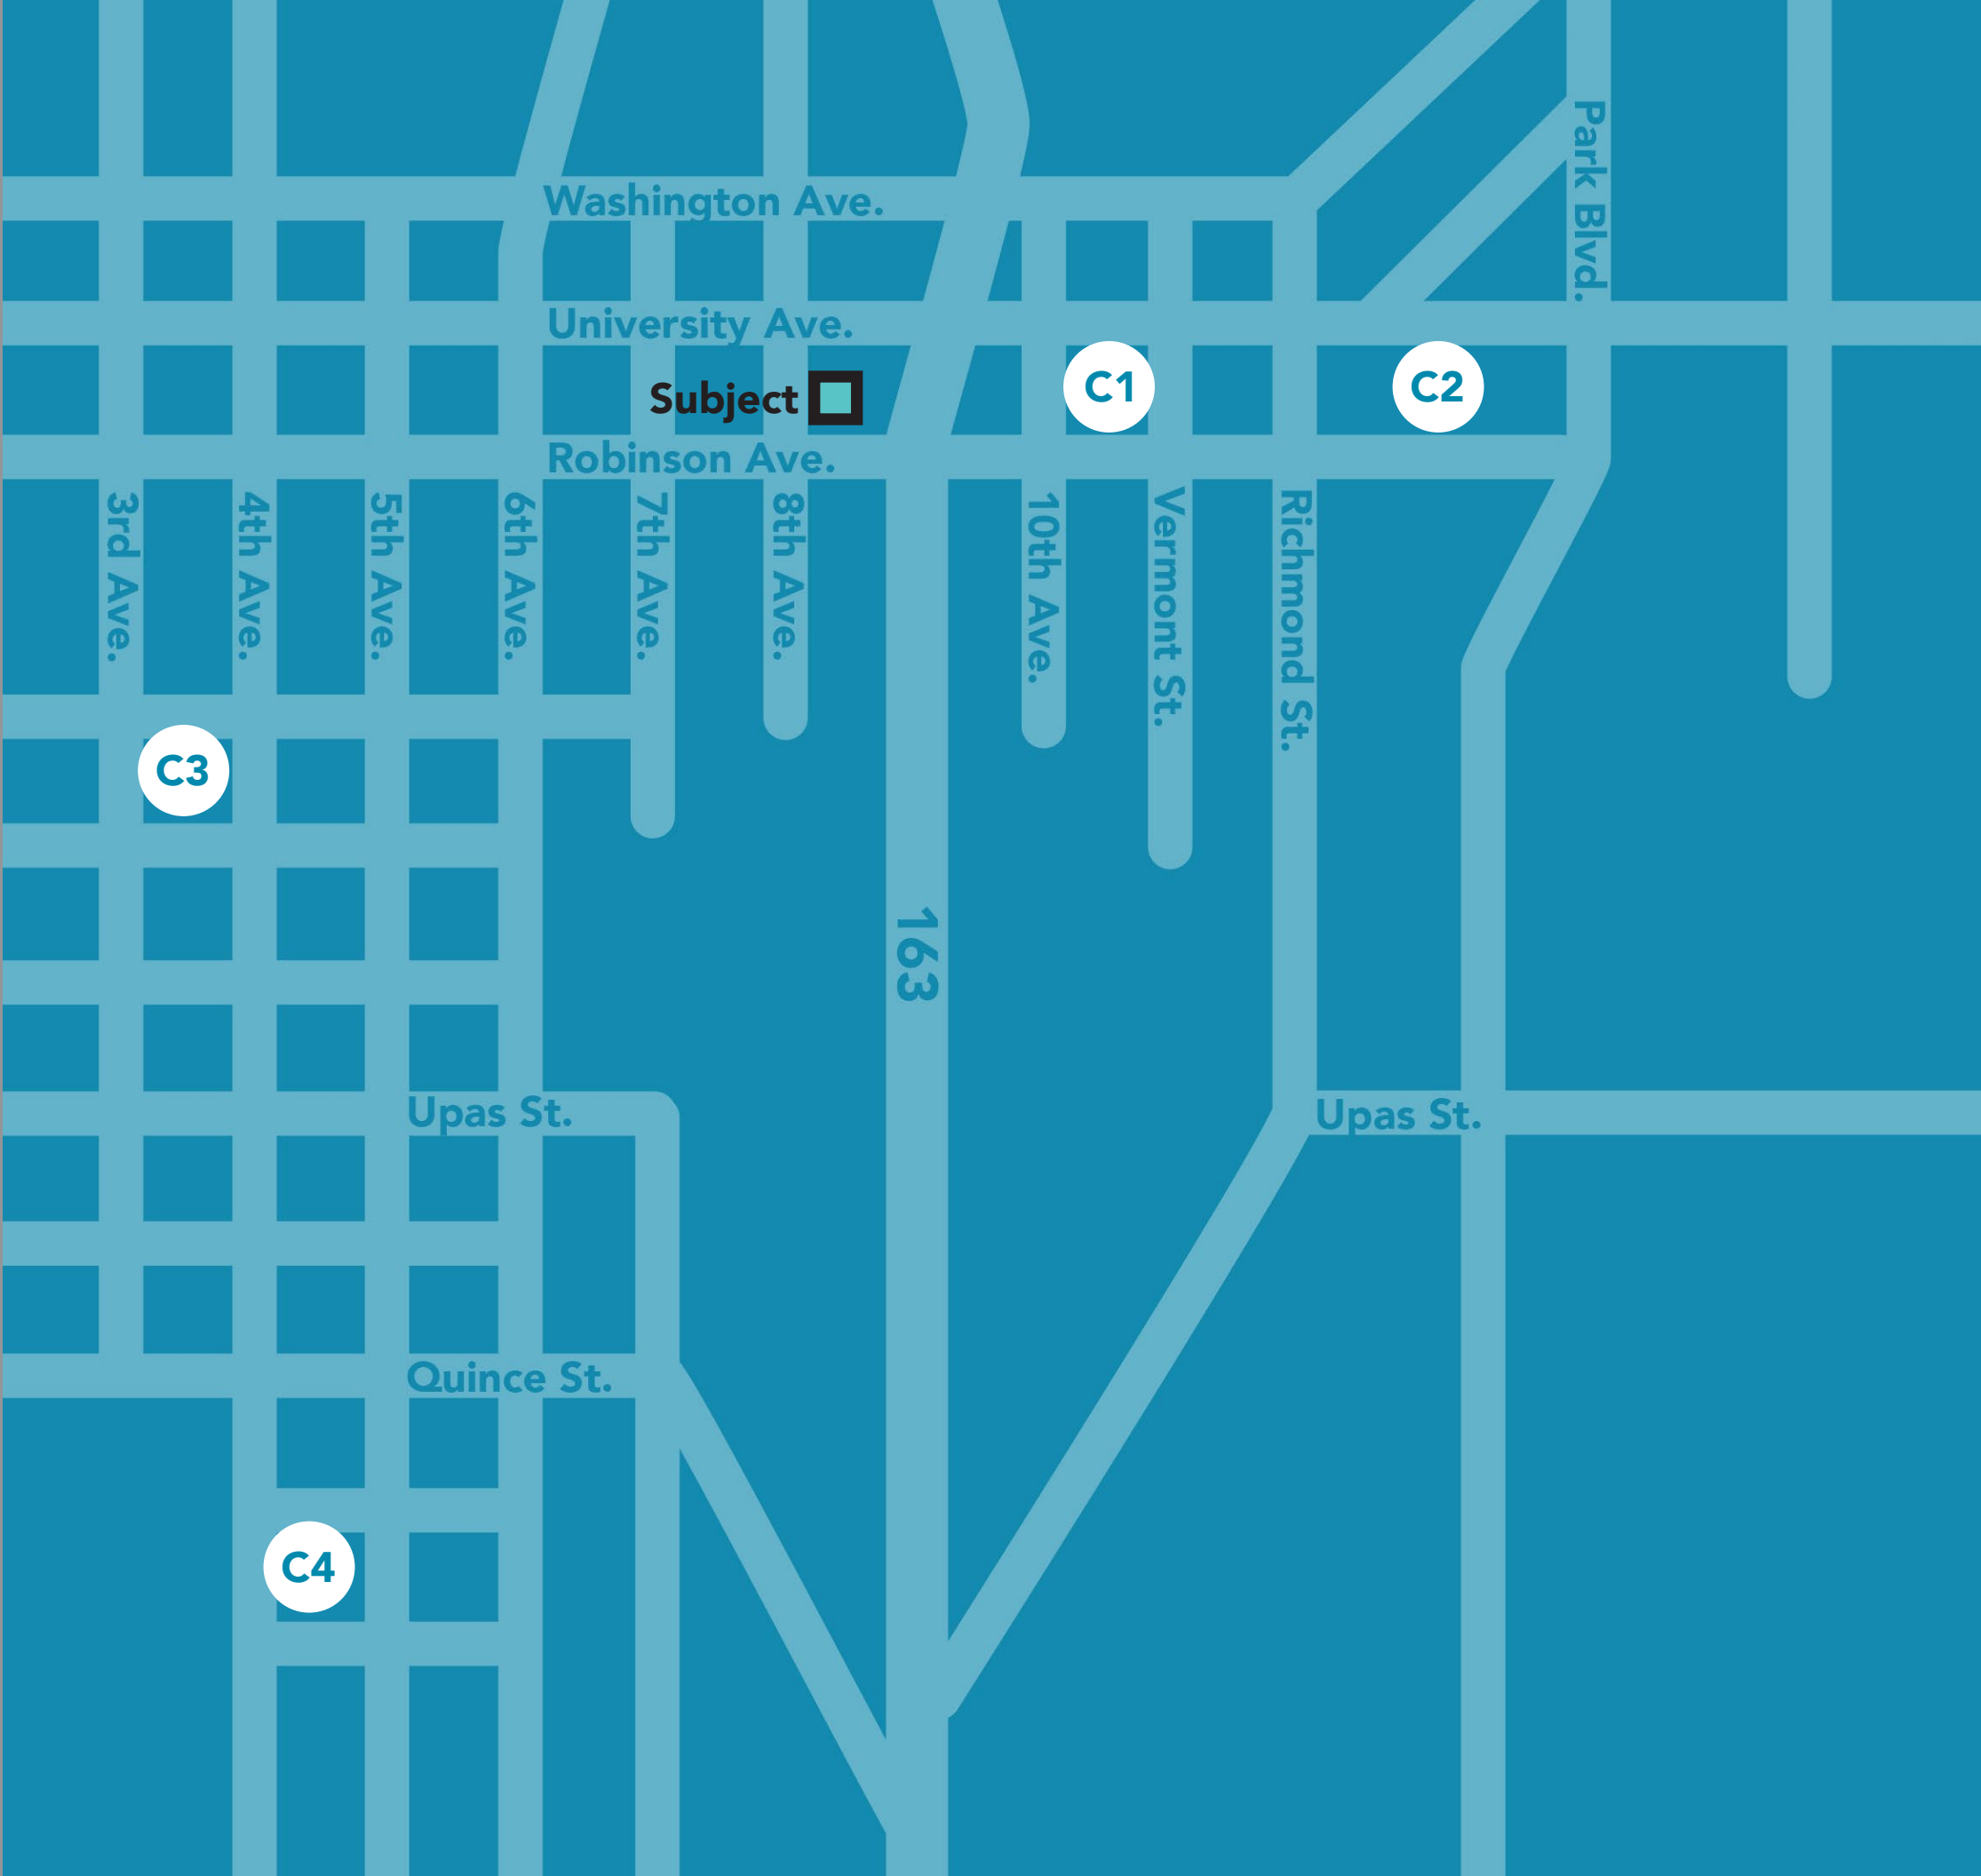 Park Blvd.
Washington Ave.
University Ave.
Subject
C1
C2
Robinson Ave.
3rd Ave.
4th Ave.
5th Ave.
6th Ave.
7th Ave.
8th Ave.
10th Ave.
Vermont St.
Richmond St.
C3
163
Upas St.
Upas St.
Quince St.
C4